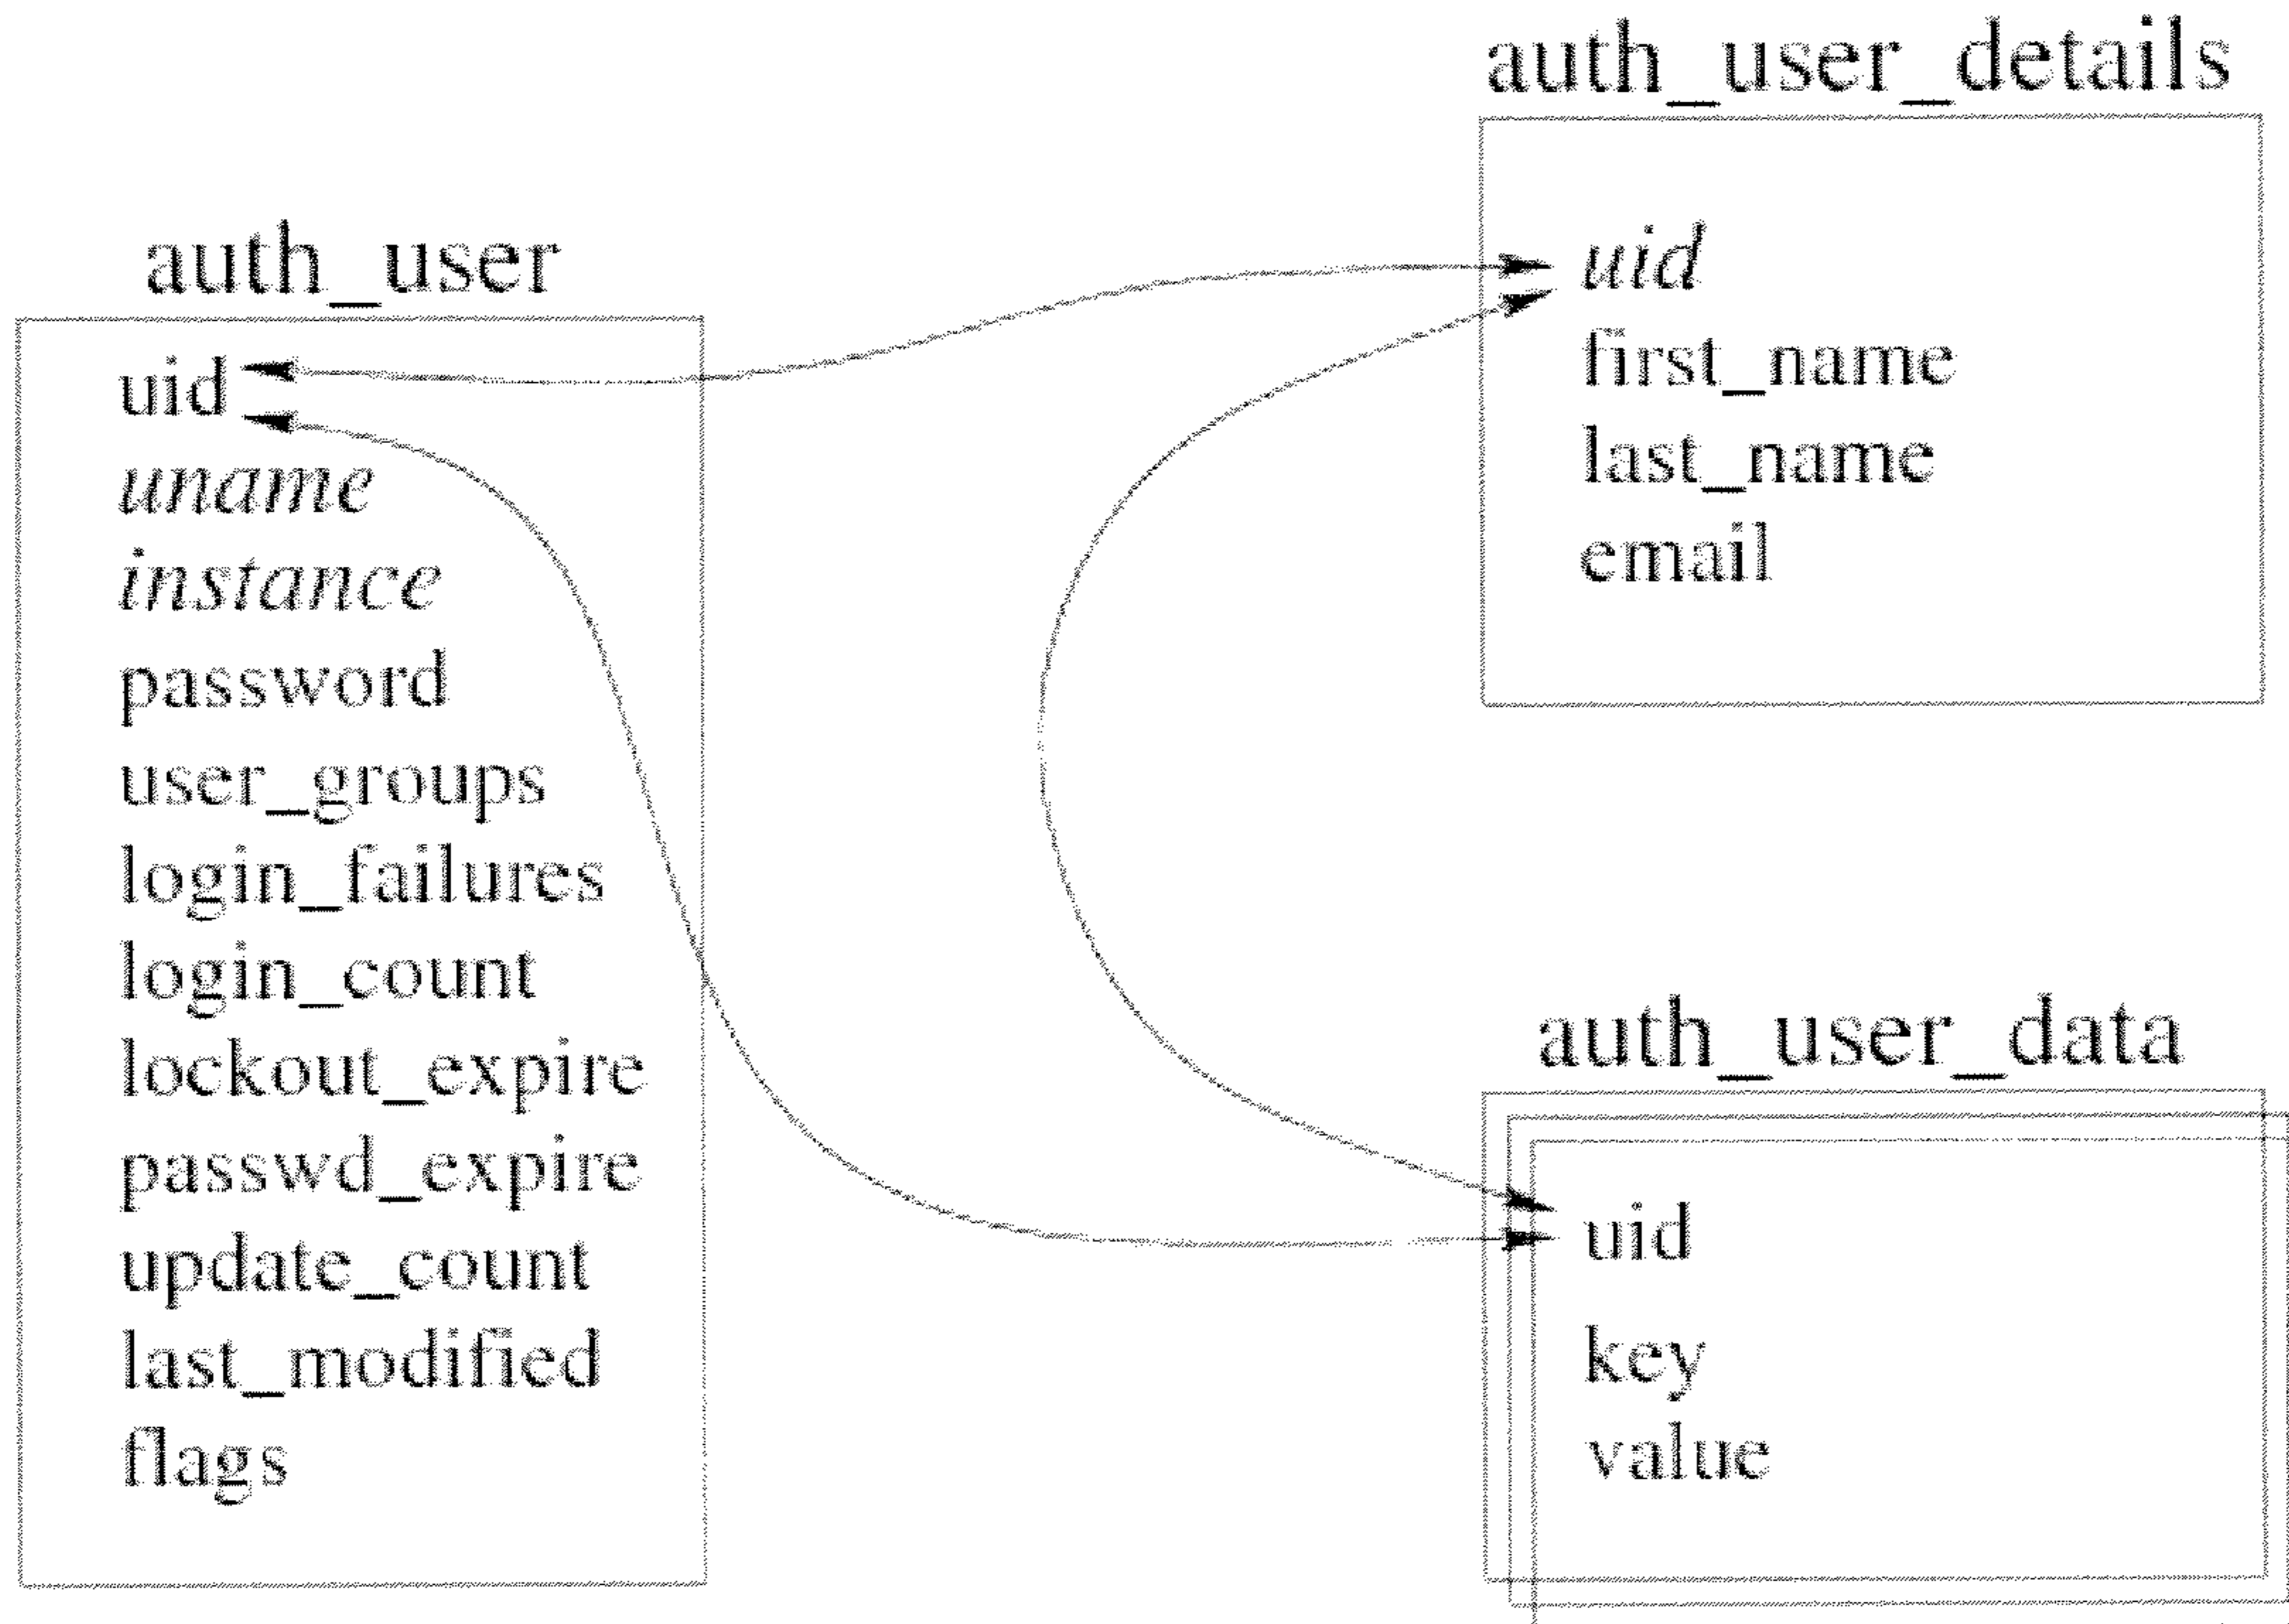 auth_user
uid
uname
instance
password
user_groups
login_failures
login_count
lockout_expire
passwd_expire
update_count
last_modified
flags
auth_user_details
uid
first_name
last_name
email
auth_user_data
uid
key
value